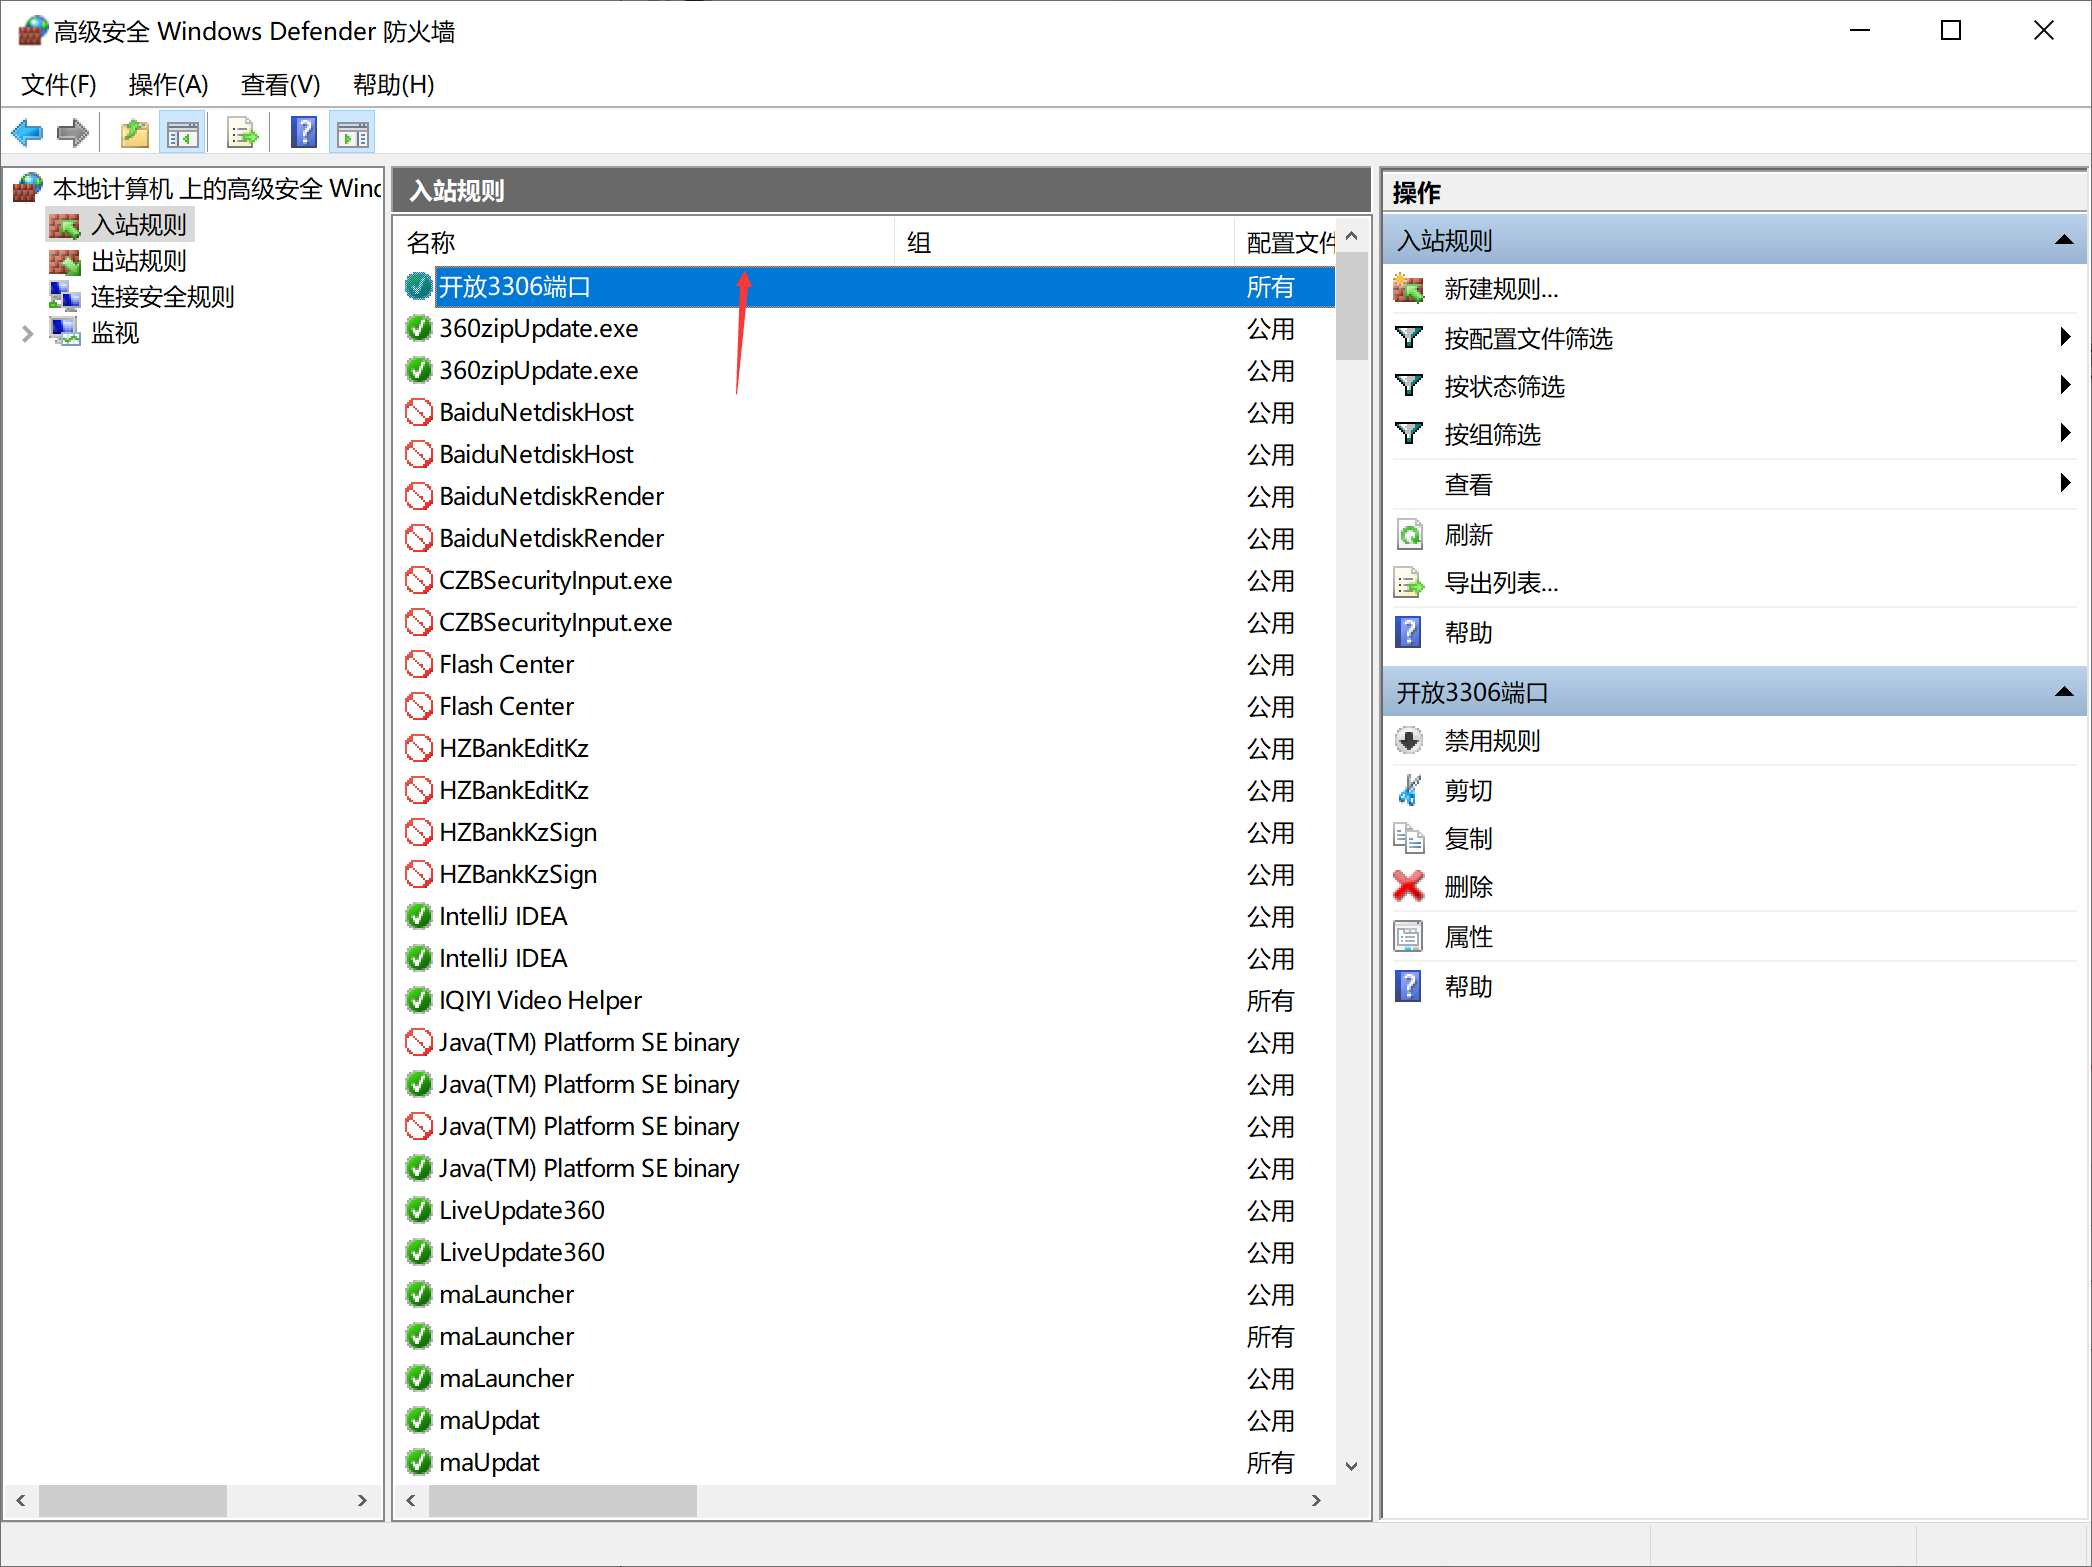 高级安全 Windows Defender 防火墙
文件(F) 操作(A) 查看(V) 帮助(H)
本地计算机 上的高级安全 Wind
入站规则
出站规则
连接安全规则
监视
入站规则
名称 组 配置文件
开放3306端口 所有
360zipUpdate.exe 公用
360zipUpdate.exe 公用
BaiduNetdiskHost 公用
BaiduNetdiskHost 公用
BaiduNetdiskRender 公用
BaiduNetdiskRender 公用
CZBSecurityInput.exe 公用
CZBSecurityInput.exe 公用
Flash Center 公用
Flash Center 公用
HZBankEditKz 公用
HZBankEditKz 公用
HZBankKzSign 公用
HZBankKzSign 公用
IntelliJ IDEA 公用
IntelliJ IDEA 公用
IQIYI Video Helper 所有
Java(TM) Platform SE binary 公用
Java(TM) Platform SE binary 公用
Java(TM) Platform SE binary 公用
Java(TM) Platform SE binary 公用
LiveUpdate360 公用
LiveUpdate360 公用
maLauncher 公用
maLauncher 所有
maLauncher 公用
maUpdat 公用
maUpdat 所有
操作
入站规则
新建规则...
按配置文件筛选
按状态筛选
按组筛选
查看
刷新
导出列表...
帮助
开放3306端口
禁用规则
剪切
复制
删除
属性
帮助